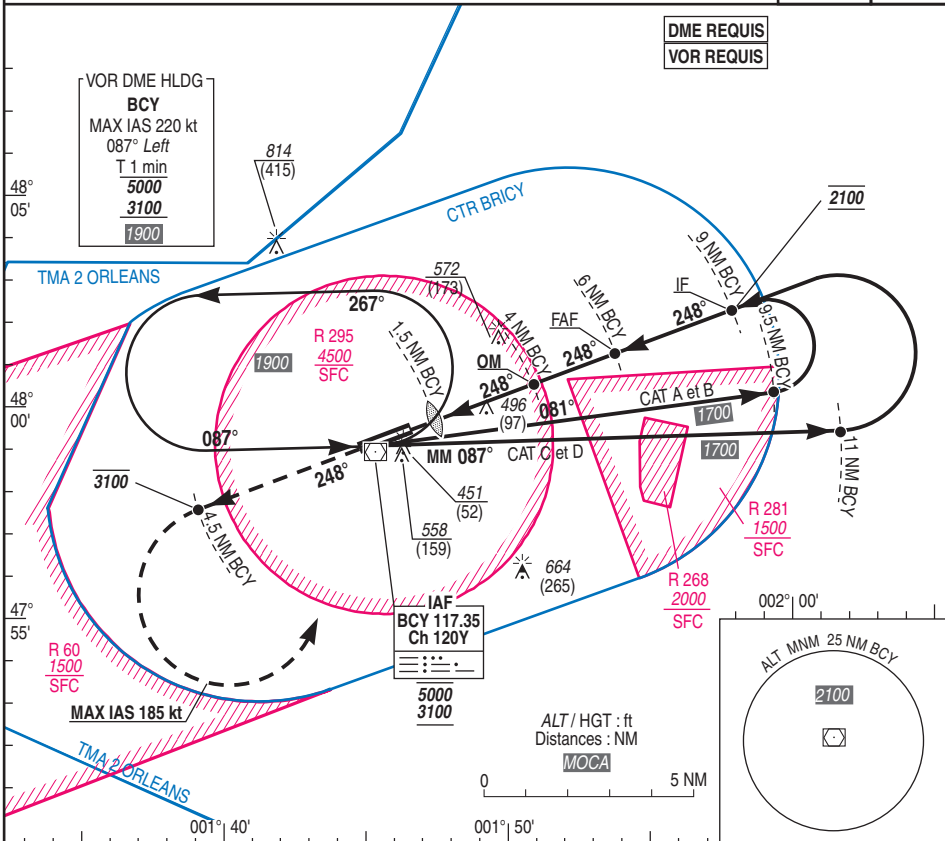 DME REQUIS
VOR REQUIS
VOR DME HLDG
BCY
MAX IAS 220 kt
087° Left
T 1 min
5000
3100
1900
48°
05'
814
(415)
CTR BRICY
2100
TMA 2 ORLEANS
572
(173)
9 NM BCY
IF
6 NM BCY
248°
267°
FAF
9.5 NM BCY
4 NM BCY
248°
1.5 NM BCY
R 295
4500
SFC
1900
OM
248°
48°
00'
496
(97)
081°
CAT A et B
1700
087°
MM
087°
CAT C et D
1700
11 NM BCY
3100
248°
4.5 NM BCY
451
(52)
558
(159)
R 281
1500
SFC
664
(265)
R 268
2000
SFC
002° 00'
47°
55'
IAF
BCY 117.35
Ch 120Y
5000
3100
R 60
1500
SFC
MAX IAS 185 kt
ALT MNM 25 NM BCY
2100
TMA 2 ORLEANS
ALT / HGT : ft
Distances : NM
MOCA
0
5 NM
001° 40'
001° 50'